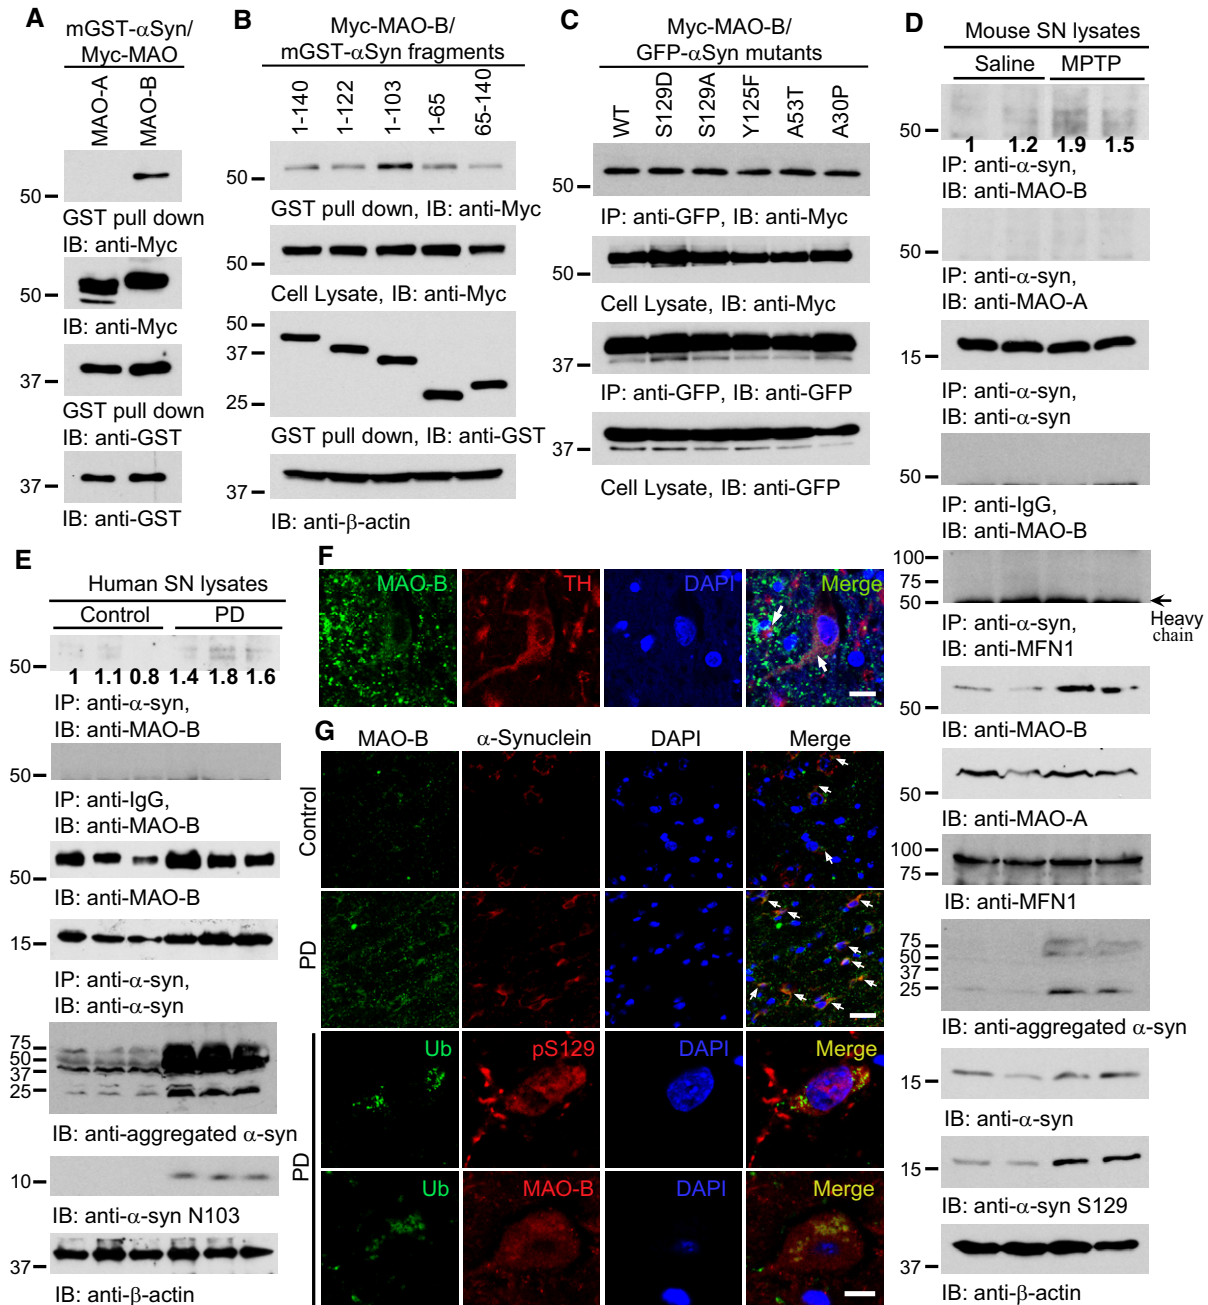 A
mGST-αSyn/
Myc-MAO
MAO-A
MAO-B
50
GST pull down
IB: anti-Myc
50
IB: anti-Myc
37
GST pull down
IB: anti-GST
37
IB: anti-GST
B
Myc-MAO-B/
mGST-αSyn fragments
1-140
1-122
1-103
1-65
65-140
50
GST pull down, IB: anti-Myc
50
Cell Lysate, IB: anti-Myc
50
37
25
GST pull down, IB: anti-GST
37
IB: anti-β-actin
C
Myc-MAO-B/
GFP-αSyn mutants
WT
S129D
S129A
Y125F
A53T
A30P
50
IP: anti-GFP, IB: anti-Myc
50
Cell Lysate, IB: anti-Myc
37
IP: anti-GFP, IB: anti-GFP
37
Cell Lysate, IB: anti-GFP
D
Mouse SN lysates
Saline MPTP
50
1 1.2 1.9 1.5
IP: anti-α-syn,
IB: anti-MAO-B
50
IP: anti-α-syn,
IB: anti-MAO-A
15
IP: anti-α-syn,
IB: anti-α-syn
50
IP: anti-IgG,
IB: anti-MAO-B
100
75
50
Heavy
chain
IP: anti-α-syn,
IB: anti-MFN1
50
IB: anti-MAO-B
50
IB: anti-MAO-A
100
75
IB: anti-MFN1
75
50
37
25
IB: anti-aggregated α-syn
15
IB: anti-α-syn
15
IB: anti-α-syn S129
37
IB: anti-β-actin
E
Human SN lysates
Control PD
50
1 1.1 0.8 1.4 1.8 1.6
IP: anti-α-syn,
IB: anti-MAO-B
50
IP: anti-IgG,
IB: anti-MAO-B
50
IB: anti-MAO-B
15
IP: anti-α-syn,
IB: anti-α-syn
75
50
37
25
IB: anti-aggregated α-syn
10
IB: anti-α-syn N103
37
IB: anti-β-actin
F
MAO-B TH DAPI Merge
G
MAO-B α-Synuclein DAPI Merge
Control
PD
PD
Ub pS129 DAPI Merge
Ub MAO-B DAPI Merge